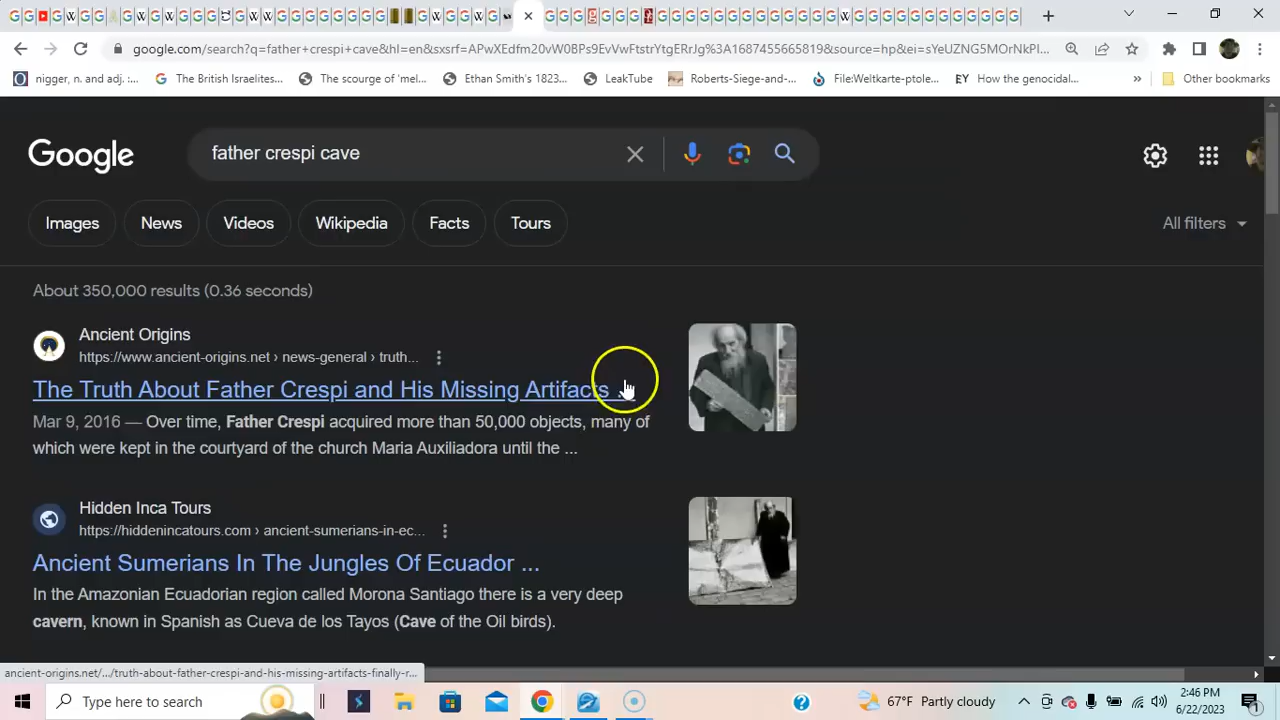 google.com/search?q=father+crespi+cave&hl=en&sxsrf=APwXEdfm20vW0BPs9EvVwFtstrYtgERrJg%3A1687455665819&source=hp&ei=sYeUZNG5MOrNkPI...
nigger, n. and adj. :... The British Israelites... The scourge of 'mel... Ethan Smith's 1823... LeakTube Roberts-Siege-and-... File:Weltkarte-ptole... EY How the genocidal... » Other bookmarks
Google father crespi cave
Images News Videos Wikipedia Facts Tours All filters
About 350,000 results (0.36 seconds)
Ancient Origins
https://www.ancient-origins.net › news-general › truth...
The Truth About Father Crespi and His Missing Artifacts ...
Mar 9, 2016 — Over time, Father Crespi acquired more than 50,000 objects, many of
which were kept in the courtyard of the church Maria Auxiliadora until the ...
Hidden Inca Tours
https://hiddenincatours.com › ancient-sumerians-in-ec...
Ancient Sumerians In The Jungles Of Ecuador ...
In the Amazonian Ecuadorian region called Morona Santiago there is a very deep
cavern, known in Spanish as Cueva de los Tayos (Cave of the Oil birds).
ancient-origins.net/.../truth-about-father-crespi-and-his-missing-artifacts-finally-r...
Type here to search 67°F Partly cloudy 2:46 PM
6/22/2023